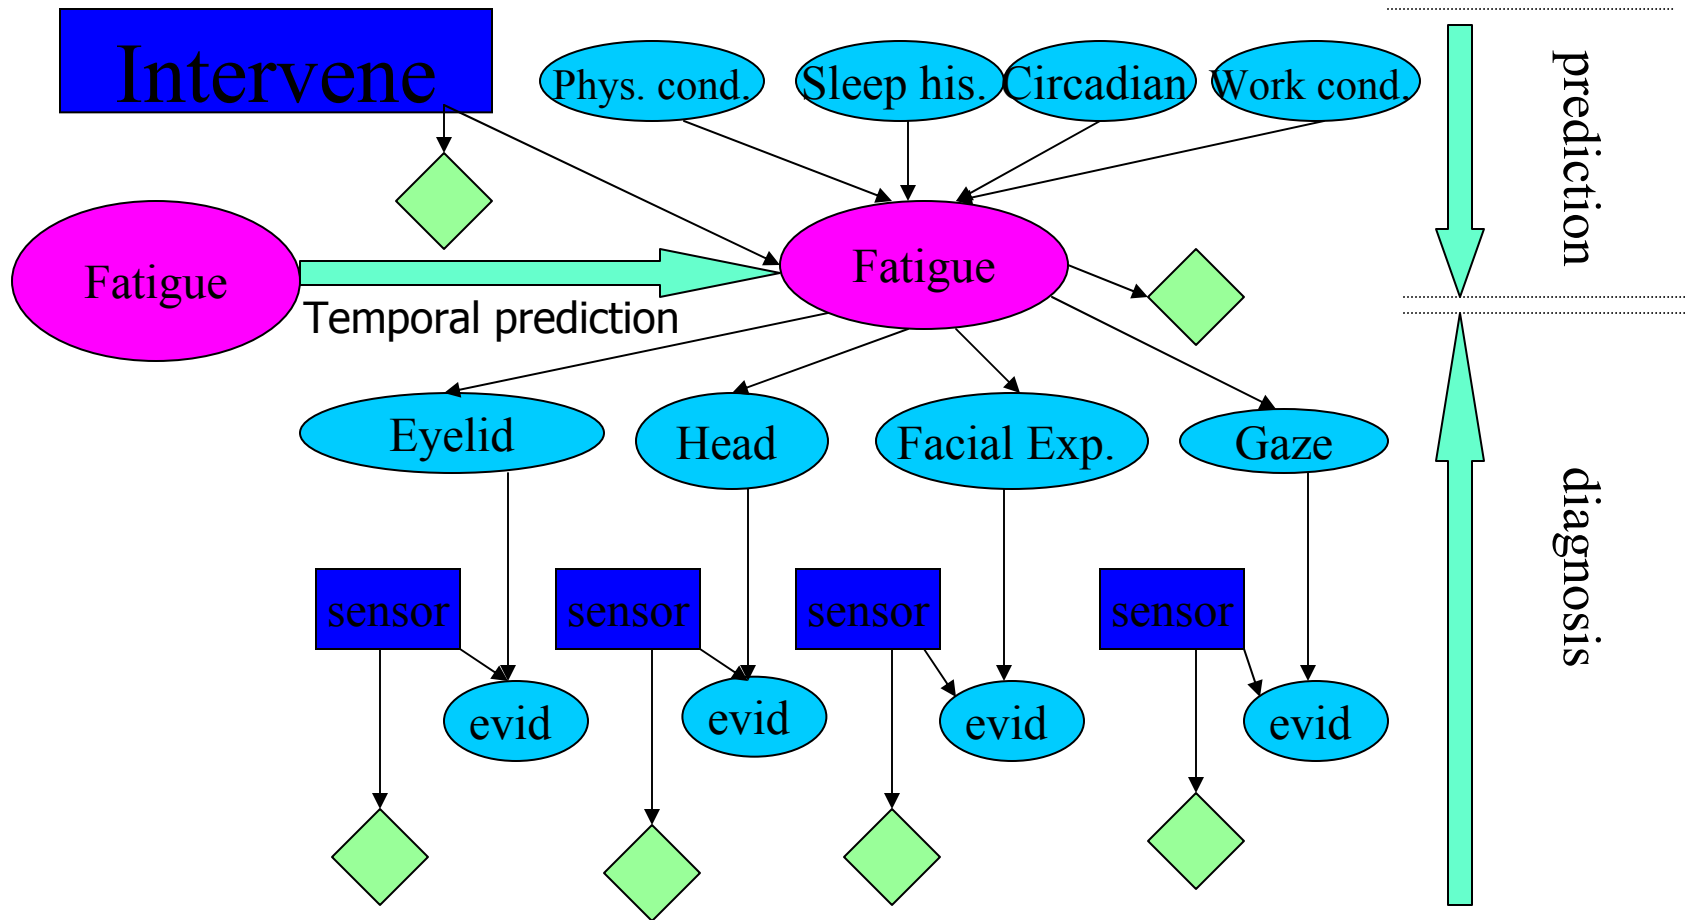 Intervene
Phys. cond.
Sleep his.
Circadian
Work cond.
prediction
Fatigue
Fatigue
Temporal prediction
Eyelid
Head
Facial Exp.
Gaze
diagnosis
sensor
sensor
sensor
sensor
evid
evid
evid
evid